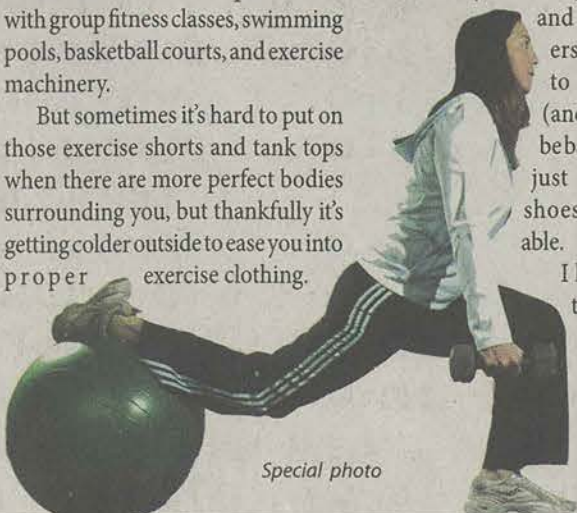 with group fitness classes, swimming
pools, basketball courts, and exercise
machinery.
But sometimes it's hard to put on
those exercise shorts and tank tops
when there are more perfect bodies
surrounding you, but thankfully it's
getting colder outside to ease you into
proper exercise clothing.
Special photo
and
ers
to
(and
beba
just
shoes
able.
I